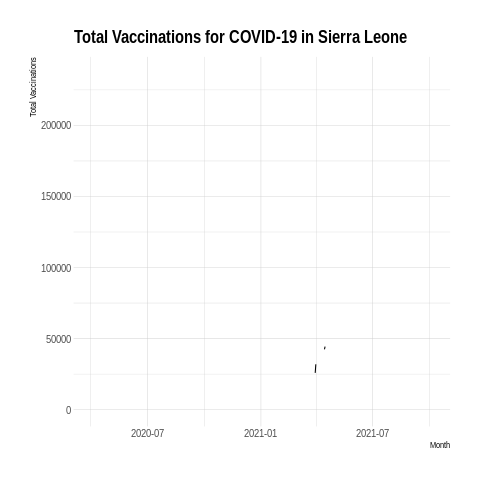 Total Vaccinations for COVID-19 in Sierra Leone
Total Vaccinations
200000
150000
100000
50000
0
2020-07 2021-01 2021-07
Month